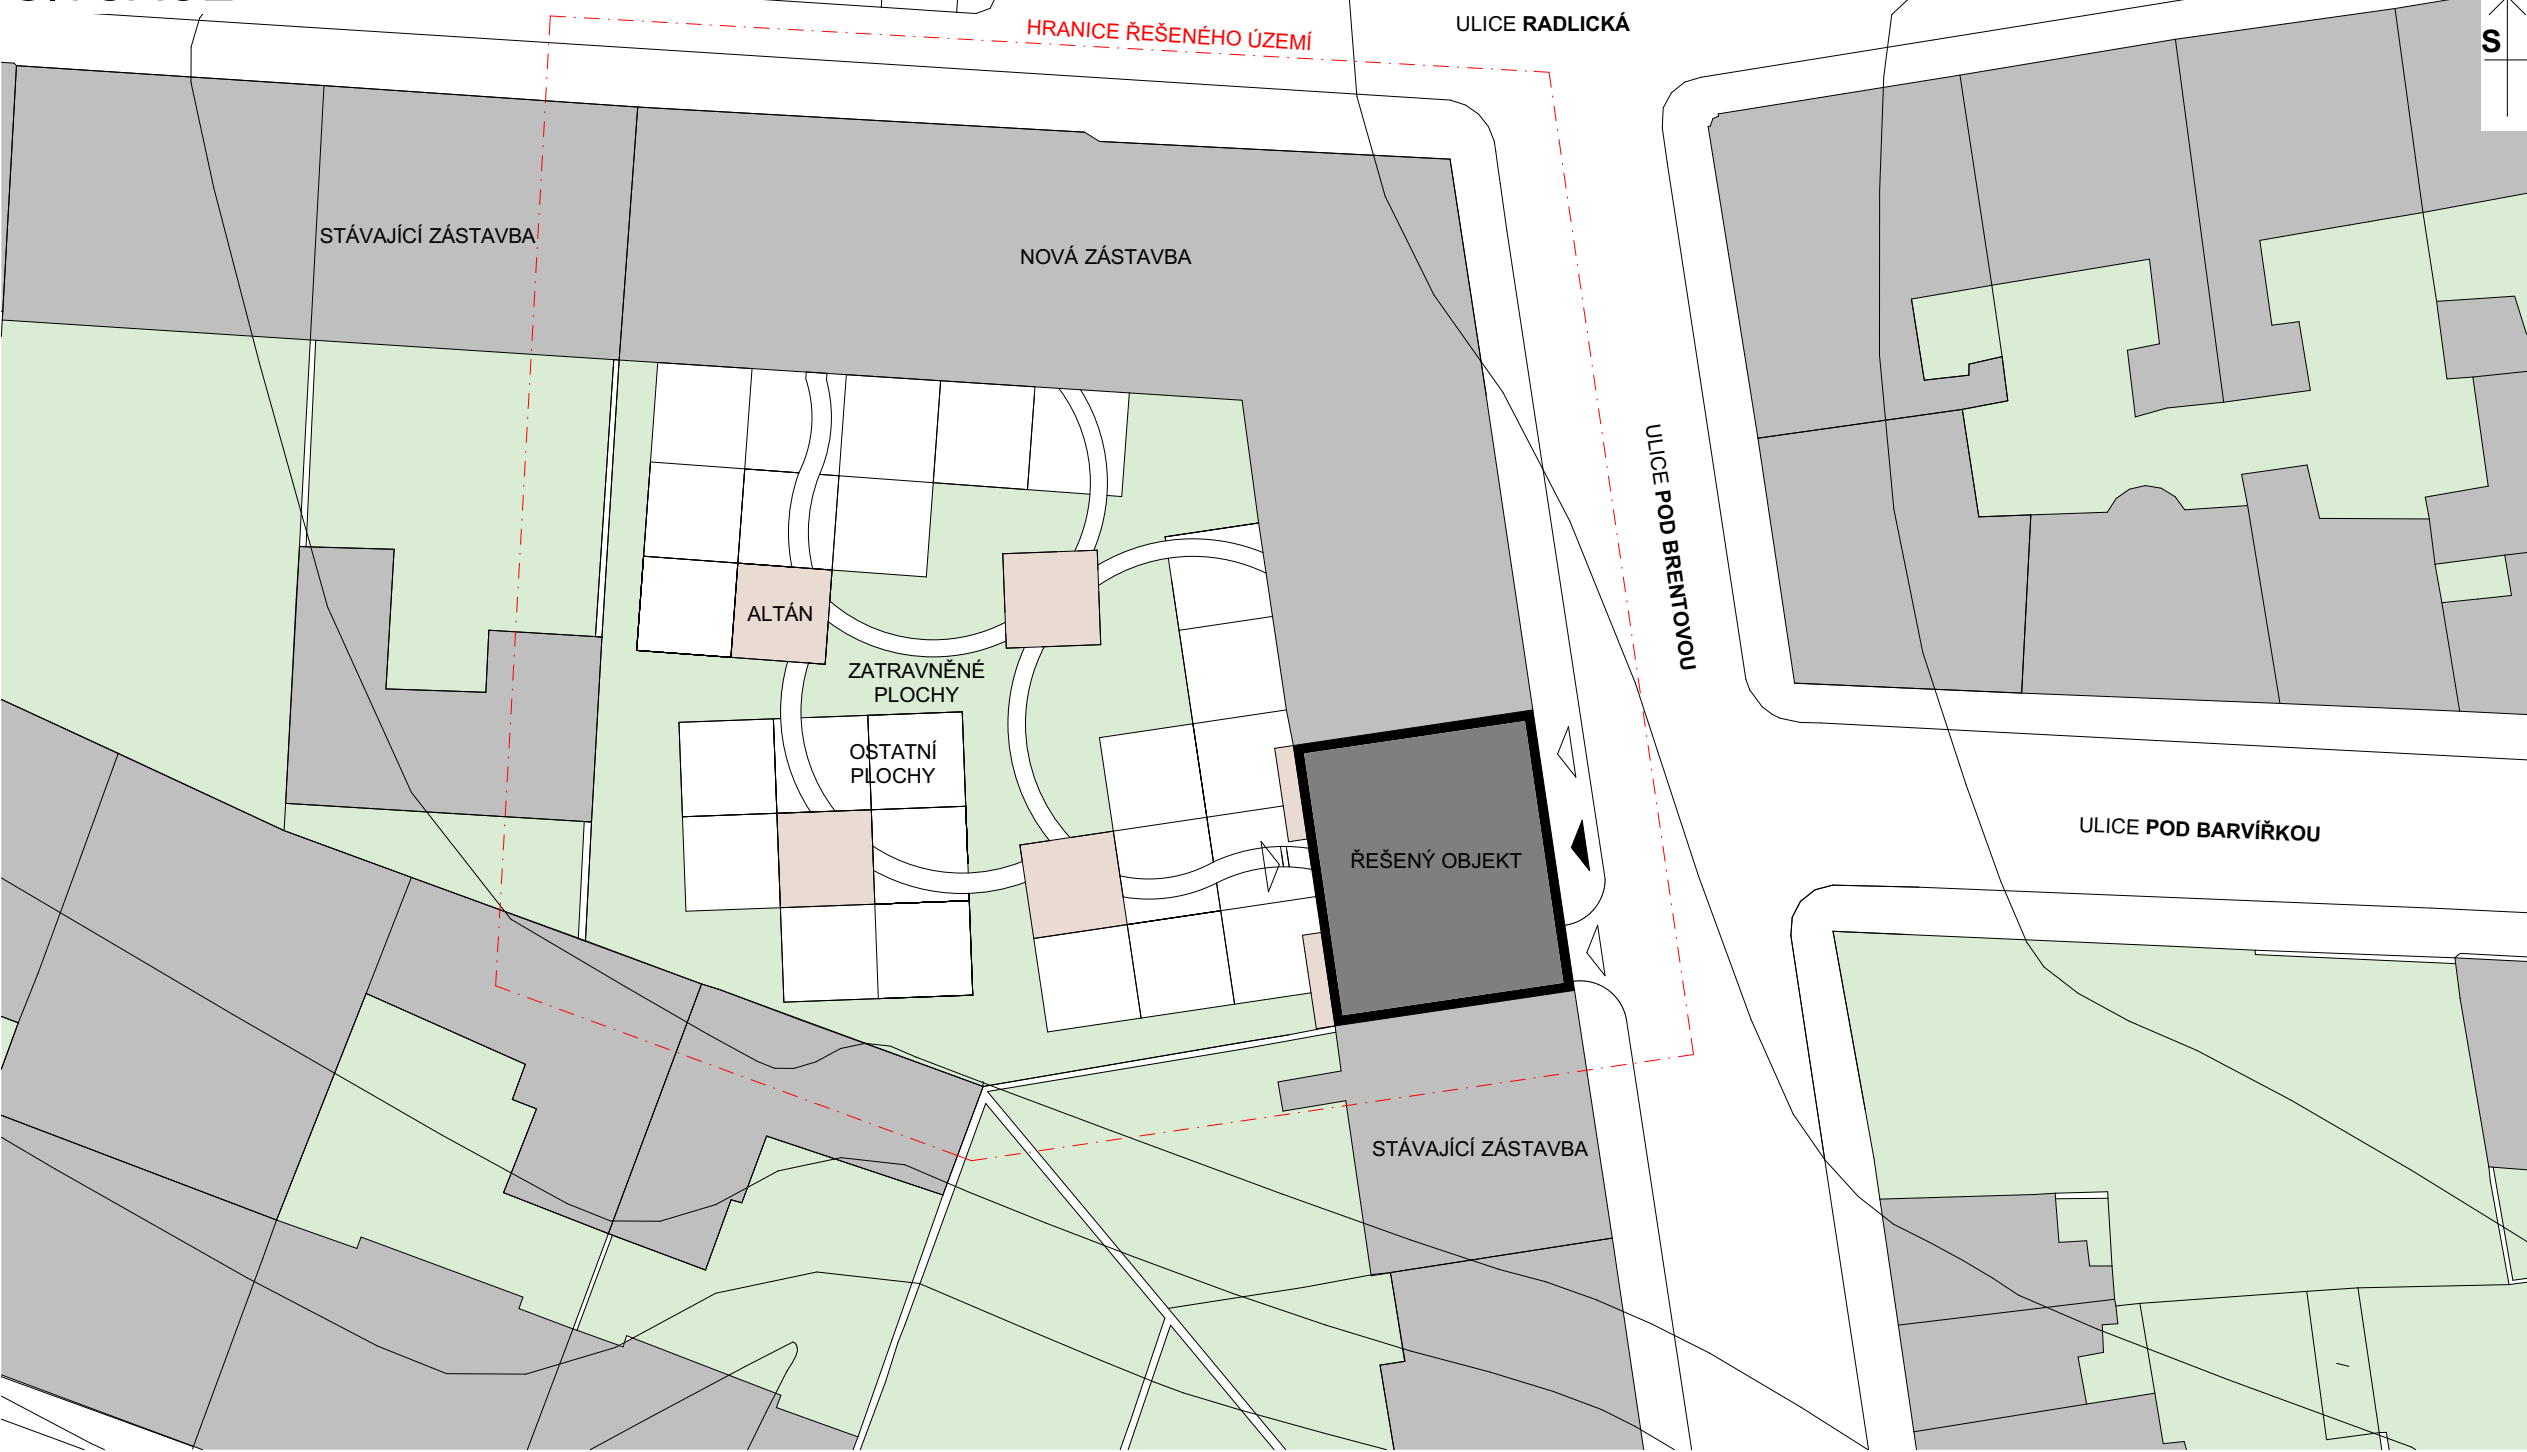 ULICE RADLICKÁ
HRANICE ŘEŠENÉHO ÚZEMÍ
S
STÁVAJÍCÍ ZÁSTAVBA
NOVÁ ZÁSTAVBA
ULICE POD BRENTOVOU
ALTÁN
ZATRAVNĚNÉ
PLOCHY
OSTATNÍ
PLOCHY
ŘEŠENÝ OBJEKT
ULICE POD BARVÍŘKOU
STÁVAJÍCÍ ZÁSTAVBA